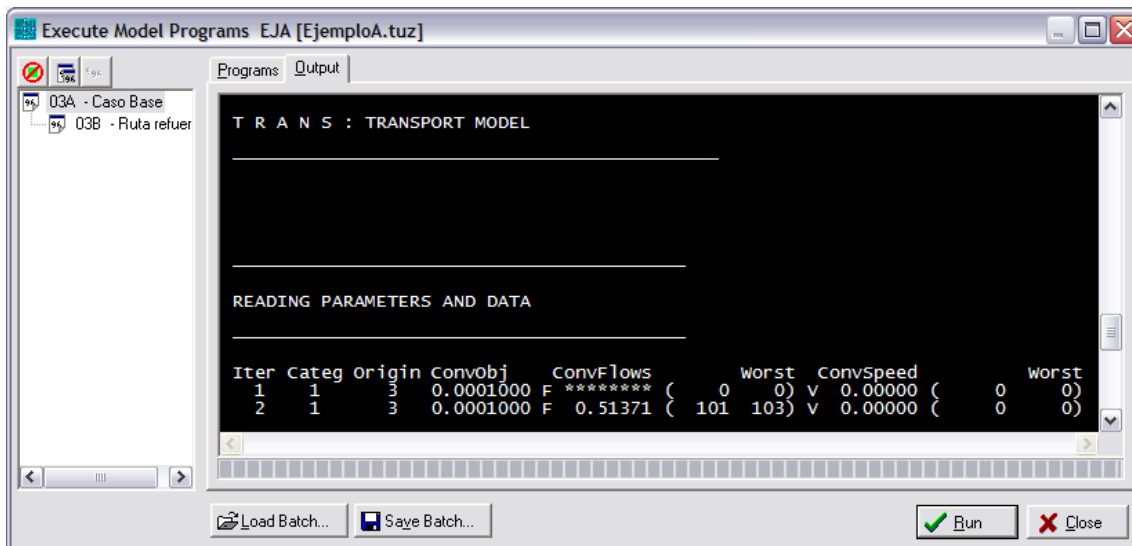 Execute Model Programs EJA [EjemploA.tuz]
Programs Output
03A - Caso Base
03B - Ruta refuer
T R A N S : TRANSPORT MODEL
READING PARAMETERS AND DATA
Iter Categ Origin ConvObj ConvFlows Worst ConvSpeed Worst
1 1 3 0.0001000 F ******** ( 0 0) V 0.00000 ( 0 0)
2 1 3 0.0001000 F 0.51371 ( 101 103) V 0.00000 ( 0 0)
Load Batch... Save Batch... Run Close